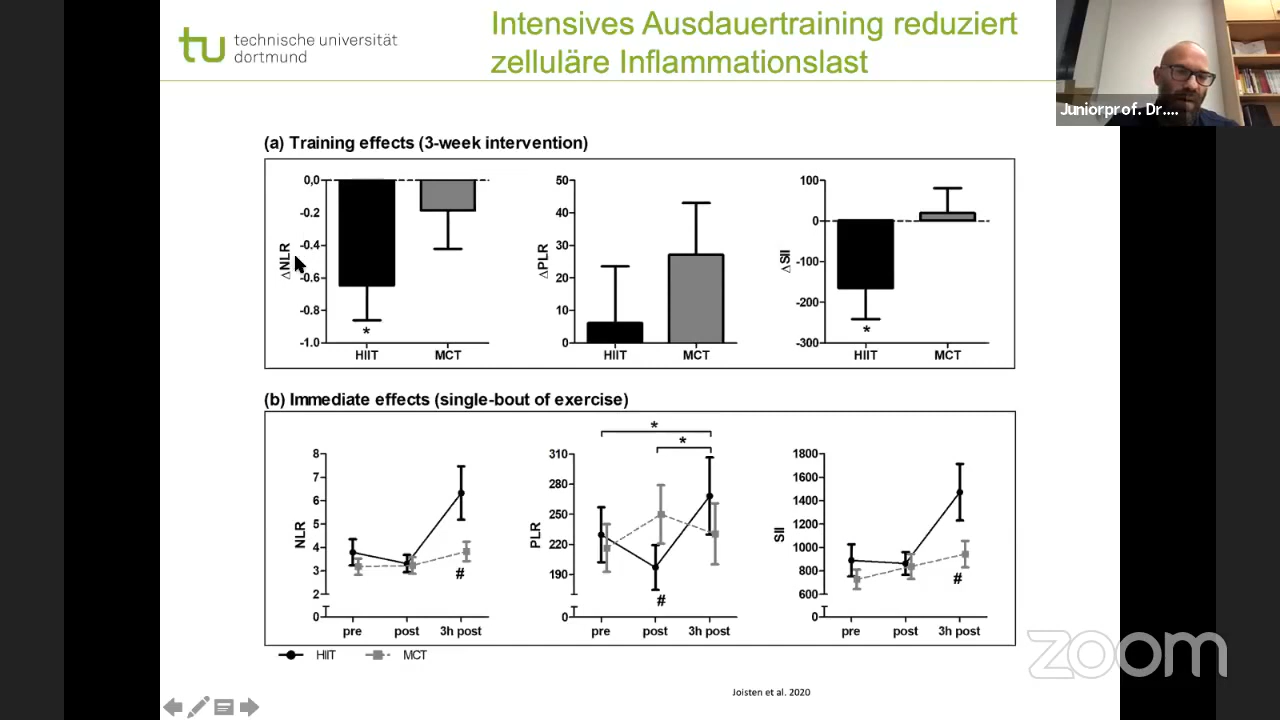 technische universität
dortmund
Intensives Ausdauertraining reduziert
zelluläre Inflammationslast
Juniorprof. Dr....
(a) Training effects (3-week intervention)
0,0
-0.2
-0.4
-0.6
-0.8
-1.0
ΔNLR
*
HIIT
MCT
50
40
30
20
10
0
ΔPLR
HIIT
MCT
100
0
-100
-200
-300
ΔSII
*
HIIT
MCT
(b) Immediate effects (single-bout of exercise)
8
7
6
5
4
3
2
0
NLR
#
pre
post
3h post
310
280
250
220
190
0
PLR
*
*
#
pre
post
3h post
1800
1600
1400
1200
1000
800
600
0
SII
#
pre
post
3h post
HIIT
MCT
Joisten et al. 2020
zoom